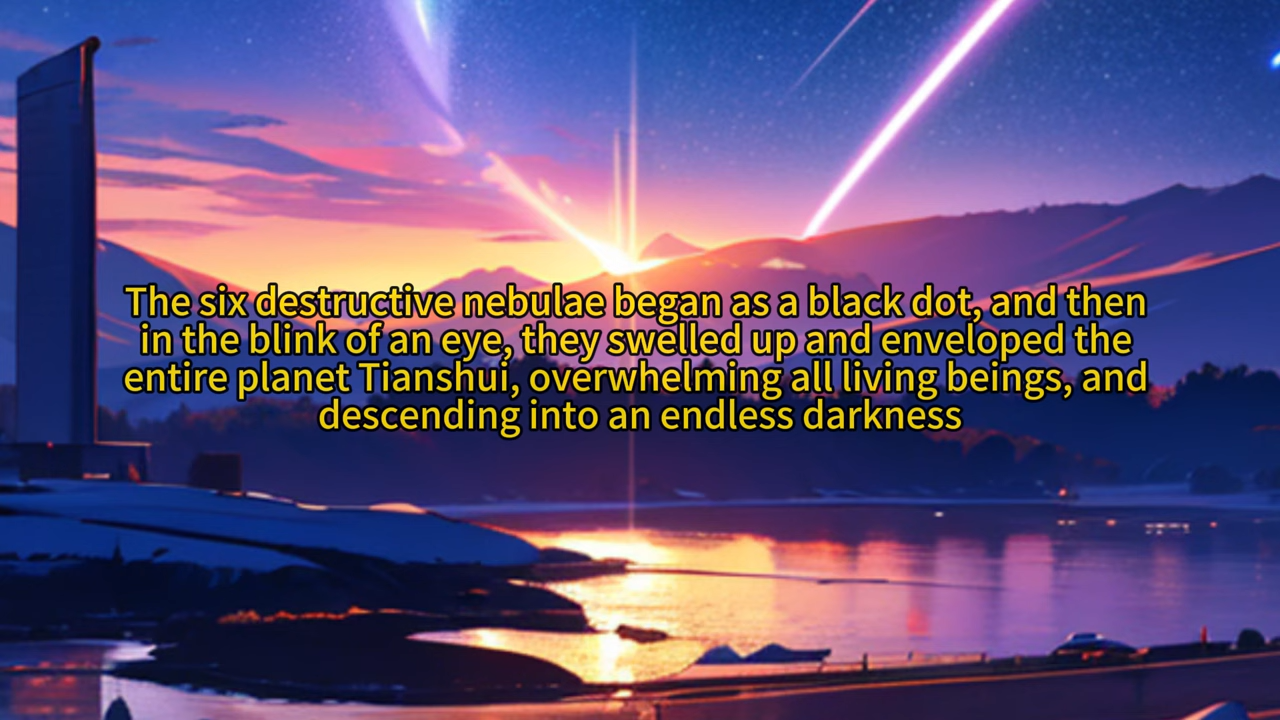 The six destructive nebulae began as a black dot, and then
in the blink of an eye, they swelled up and enveloped the
entire planet Tianshui, overwhelming all living beings, and
descending into an endless darkness